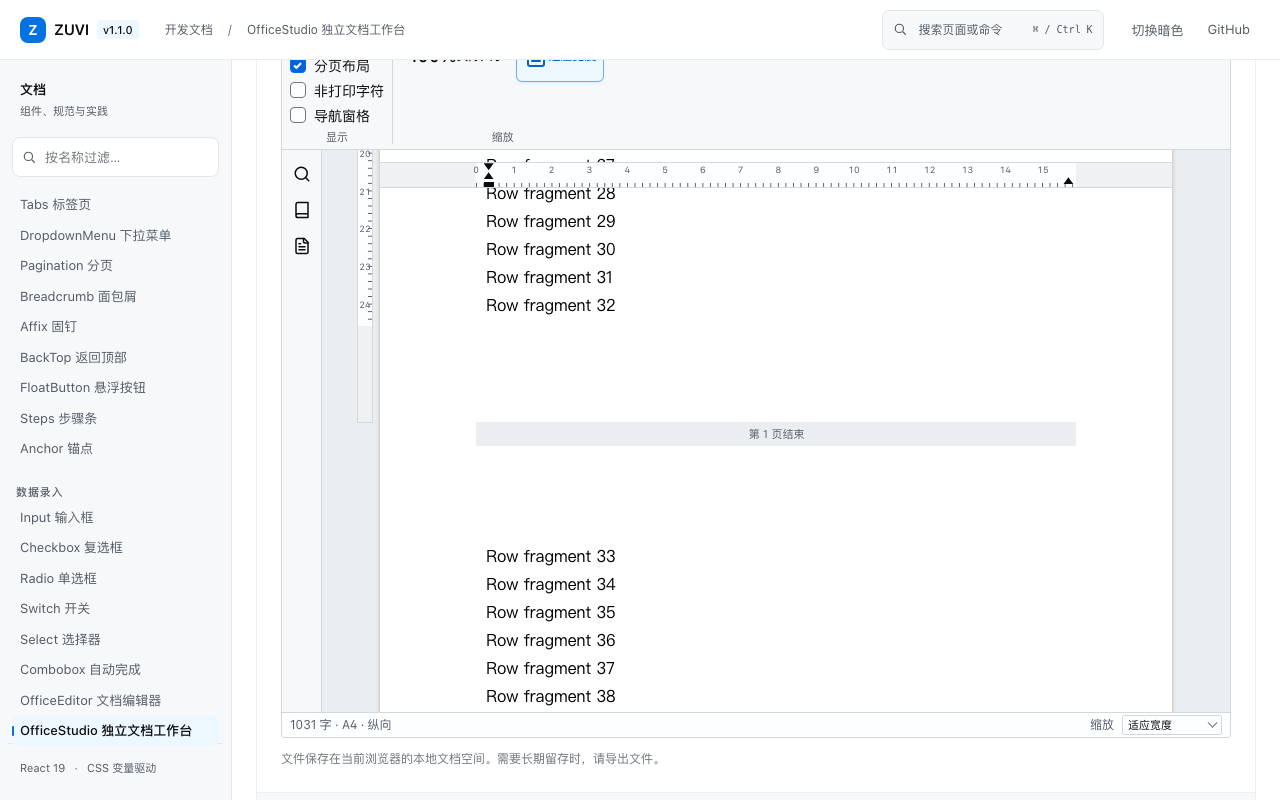 Z ZUVI v1.1.0 开发文档 / OfficeStudio 独立文档工作台 搜索页面或命令 ⌘ / Ctrl K 切换暗色 GitHub
文档
组件、规范与实践
按名称过滤...
Tabs 标签页
DropdownMenu 下拉菜单
Pagination 分页
Breadcrumb 面包屑
Affix 固钉
BackTop 返回顶部
FloatButton 悬浮按钮
Steps 步骤条
Anchor 锚点
数据录入
Input 输入框
Checkbox 复选框
Radio 单选框
Switch 开关
Select 选择器
Combobox 自动完成
OfficeEditor 文档编辑器
OfficeStudio 独立文档工作台
React 19 · CSS 变量驱动
分页布局
非打印字符
导航窗格
显示
缩放
0 1 2 3 4 5 6 7 8 9 10 11 12 13 14 15
20
21
22
23
24
Row fragment 27
Row fragment 28
Row fragment 29
Row fragment 30
Row fragment 31
Row fragment 32
第 1 页结束
Row fragment 33
Row fragment 34
Row fragment 35
Row fragment 36
Row fragment 37
Row fragment 38
1031 字 · A4 · 纵向 缩放 适应宽度
文件保存在当前浏览器的本地文档空间。需要长期留存时，请导出文件。